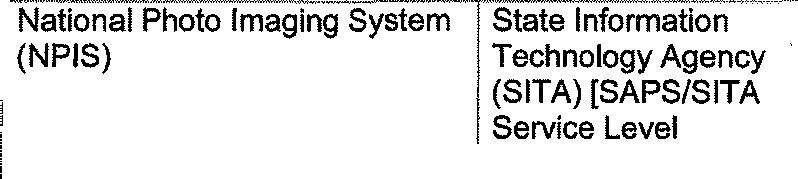 National Photo Imaging System
(NPIS)
State Information
Technology Agency
(SITA) [SAPS/SITA
Service Level